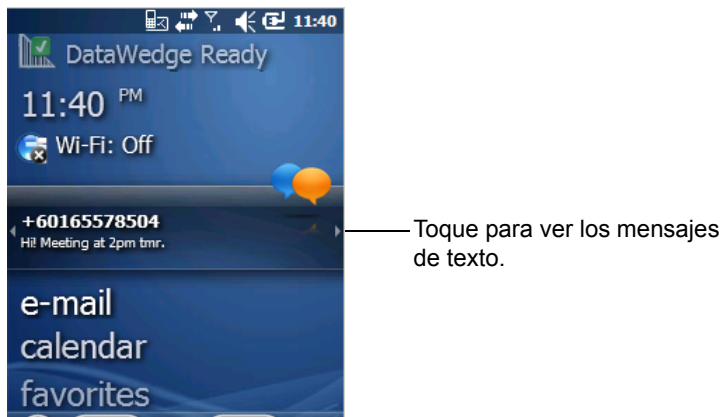 11:40
DataWedge Ready
11:40 PM
Wi-Fi: Off
+60165578504
Hi! Meeting at 2pm tmr.
Toque para ver los mensajes
de texto.
e-mail
calendar
favorites